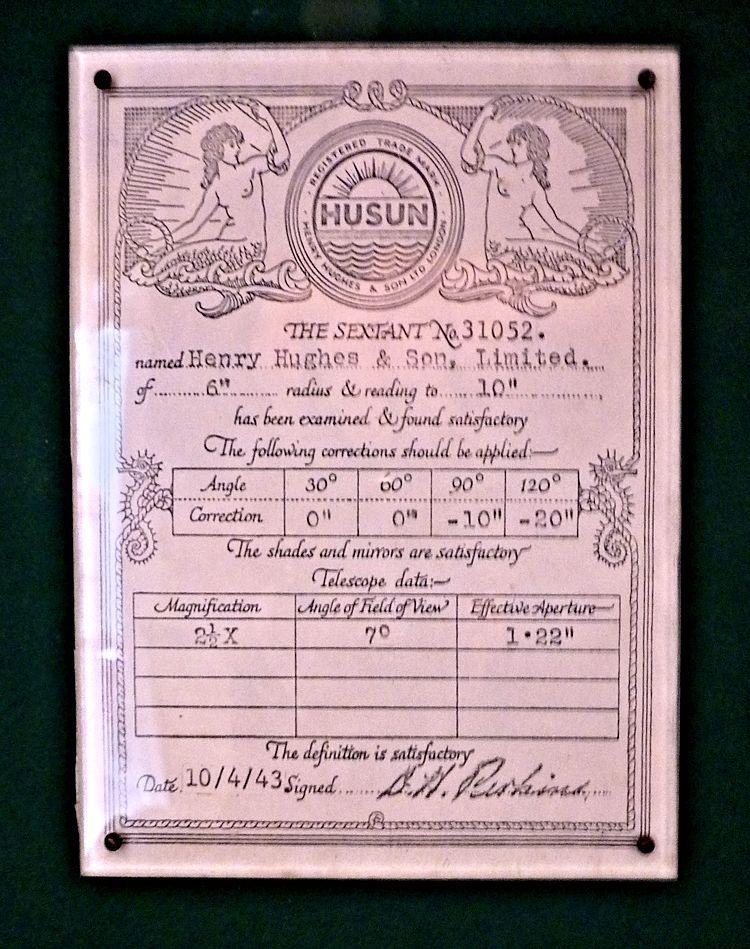 REGISTERED TRADE MARK
HUSUN
HENRY HUGHES & SON LTD LONDON
THE SEXTANT No. 31052.
named Henry Hughes & Son, Limited.
of 6" radius & reading to 10"
has been examined & found satisfactory
The following corrections should be applied:—
Angle 30° 60° 90° 120°
Correction 0" 0" -10" -20"
The shades and mirrors are satisfactory
Telescope data:—
Magnification Angle of Field of View Effective Aperture
2½X 7° 1.22"
The definition is satisfactory
Date 10/4/43 Signed D. H.